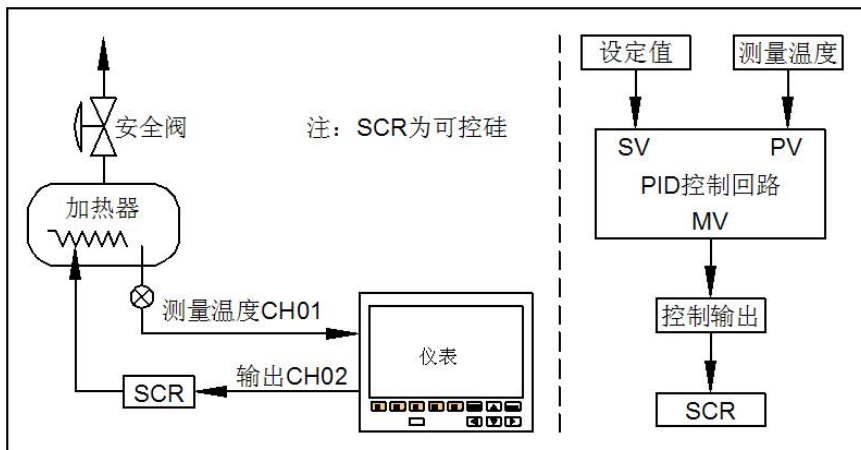 安全阀
注：SCR为可控硅
加热器
测量温度CH01
仪表
输出CH02
SCR
设定值
测量温度
SV
PV
PID控制回路
MV
控制输出
SCR